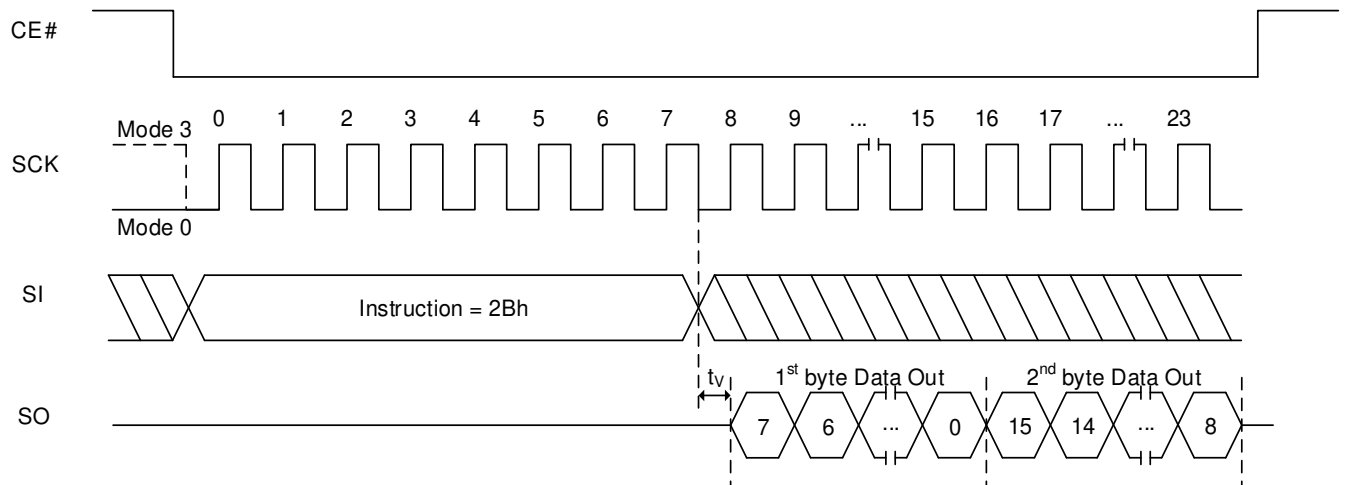 CE#
Mode 3 0 1 2 3 4 5 6 7 8 9 ... 15 16 17 ... 23
SCK
Mode 0
SI Instruction = 2Bh
tV 1st byte Data Out 2nd byte Data Out
SO 7 6 ... 0 15 14 ... 8